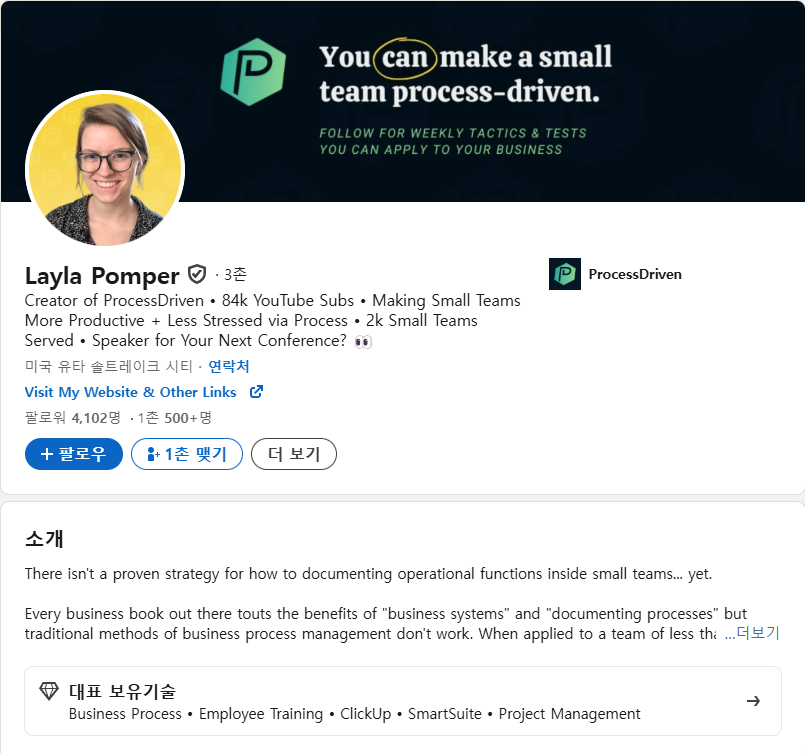 You can make a small
team process-driven.
FOLLOW FOR WEEKLY TACTICS & TESTS
YOU CAN APPLY TO YOUR BUSINESS
Layla Pomper · 3촌
ProcessDriven
Creator of ProcessDriven • 84k YouTube Subs • Making Small Teams
More Productive + Less Stressed via Process • 2k Small Teams
Served • Speaker for Your Next Conference? 👀
미국 유타 솔트레이크 시티 · 연락처
Visit My Website & Other Links
팔로워 4,102명 · 1촌 500+명
+ 팔로우
1촌 맺기
더 보기
소개
There isn't a proven strategy for how to documenting operational functions inside small teams... yet.
Every business book out there touts the benefits of "business systems" and "documenting processes" but
traditional methods of business process management don't work. When applied to a team of less …더보기
대표 보유기술
Business Process • Employee Training • ClickUp • SmartSuite • Project Management